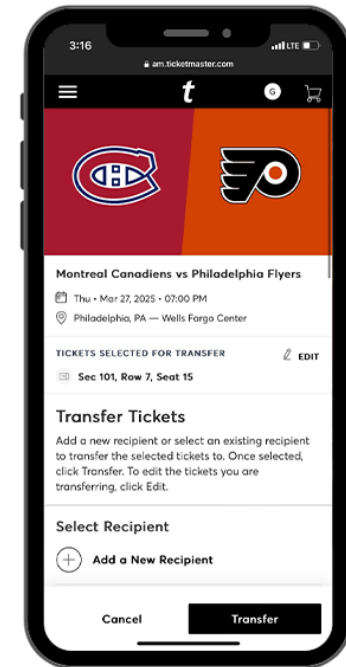 3:16
LTE
am.ticketmaster.com
t
G
CH
Montreal Canadiens vs Philadelphia Flyers
Thu • Mar 27, 2025 • 07:00 PM
Philadelphia, PA — Wells Fargo Center
TICKETS SELECTED FOR TRANSFER
EDIT
Sec 101, Row 7, Seat 15
Transfer Tickets
Add a new recipient or select an existing recipient
to transfer the selected tickets to. Once selected,
click Transfer. To edit the tickets you are
transferring, click Edit.
Select Recipient
Add a New Recipient
Cancel
Transfer